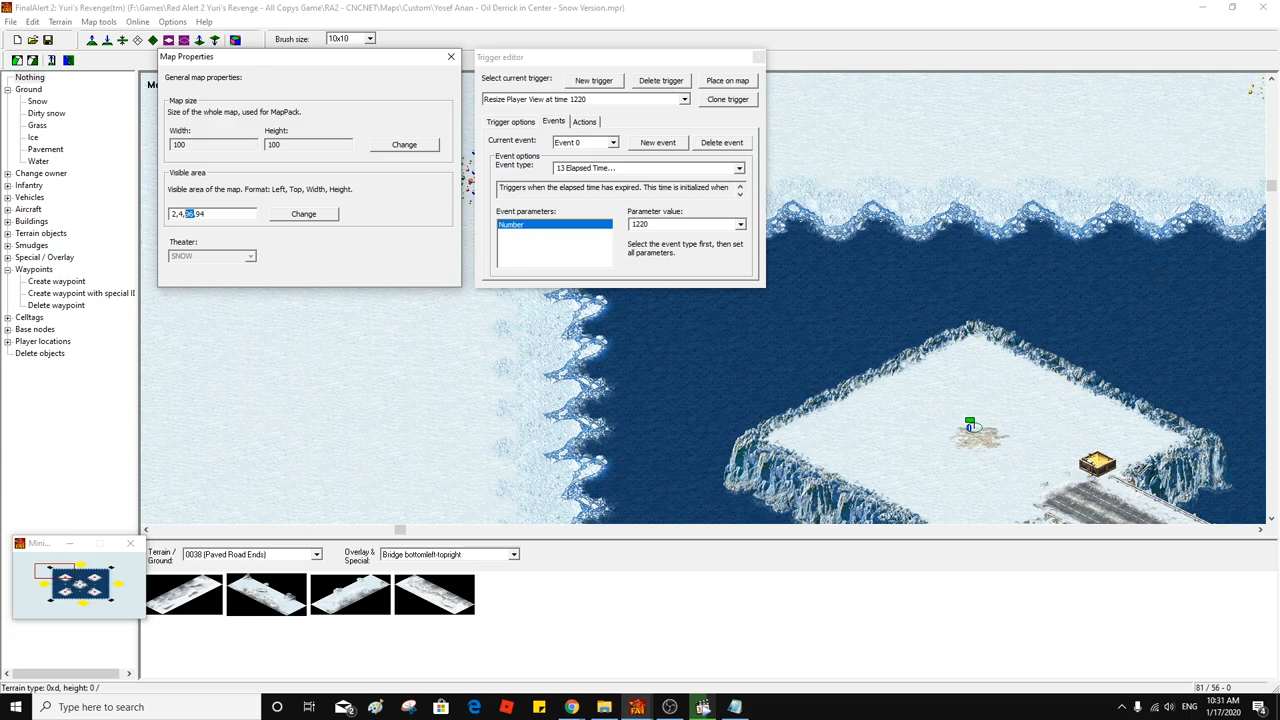 FinalAlert 2: Yuri's Revenge(tm) (F:\Games\Red Alert 2 Yuri's Revenge - All Copys Game\RA2 - CNCNET\Maps\Custom\Yosef Anan - Oil Derrick in Center - Snow Version.mpr)
File Edit Terrain Map tools Online Options Help
Brush size: 10x10
Nothing
Ground
Snow
Dirty snow
Grass
Ice
Pavement
Water
Change owner
Infantry
Vehicles
Aircraft
Buildings
Terrain objects
Smudges
Special / Overlay
Waypoints
Create waypoint
Create waypoint with special II
Delete waypoint
Celltags
Base nodes
Player locations
Delete objects
Map Properties
General map properties:
Map size
Size of the whole map, used for MapPack.
Width: Height:
100 100 Change
Visible area
Visible area of the map. Format: Left, Top, Width, Height.
2,4,96,94 Change
Theater:
SNOW
Trigger editor
Select current trigger: New trigger Delete trigger Place on map
Resize Player View at time 1220 Clone trigger
Trigger options Events Actions
Current event: Event 0 New event Delete event
Event options
Event type: 13 Elapsed Time...
Triggers when the elapsed time has expired. This time is initialized when
Event parameters: Parameter value:
Number 1220
Select the event type first, then set
all parameters.
Mini...
Terrain / Ground: 0038 (Paved Road Ends) Overlay & Special: Bridge bottomleft-topright
Terrain type: 0xd, height: 0 / 81 / 56 - 0
Type here to search
ENG 10:31 AM
1/17/2020